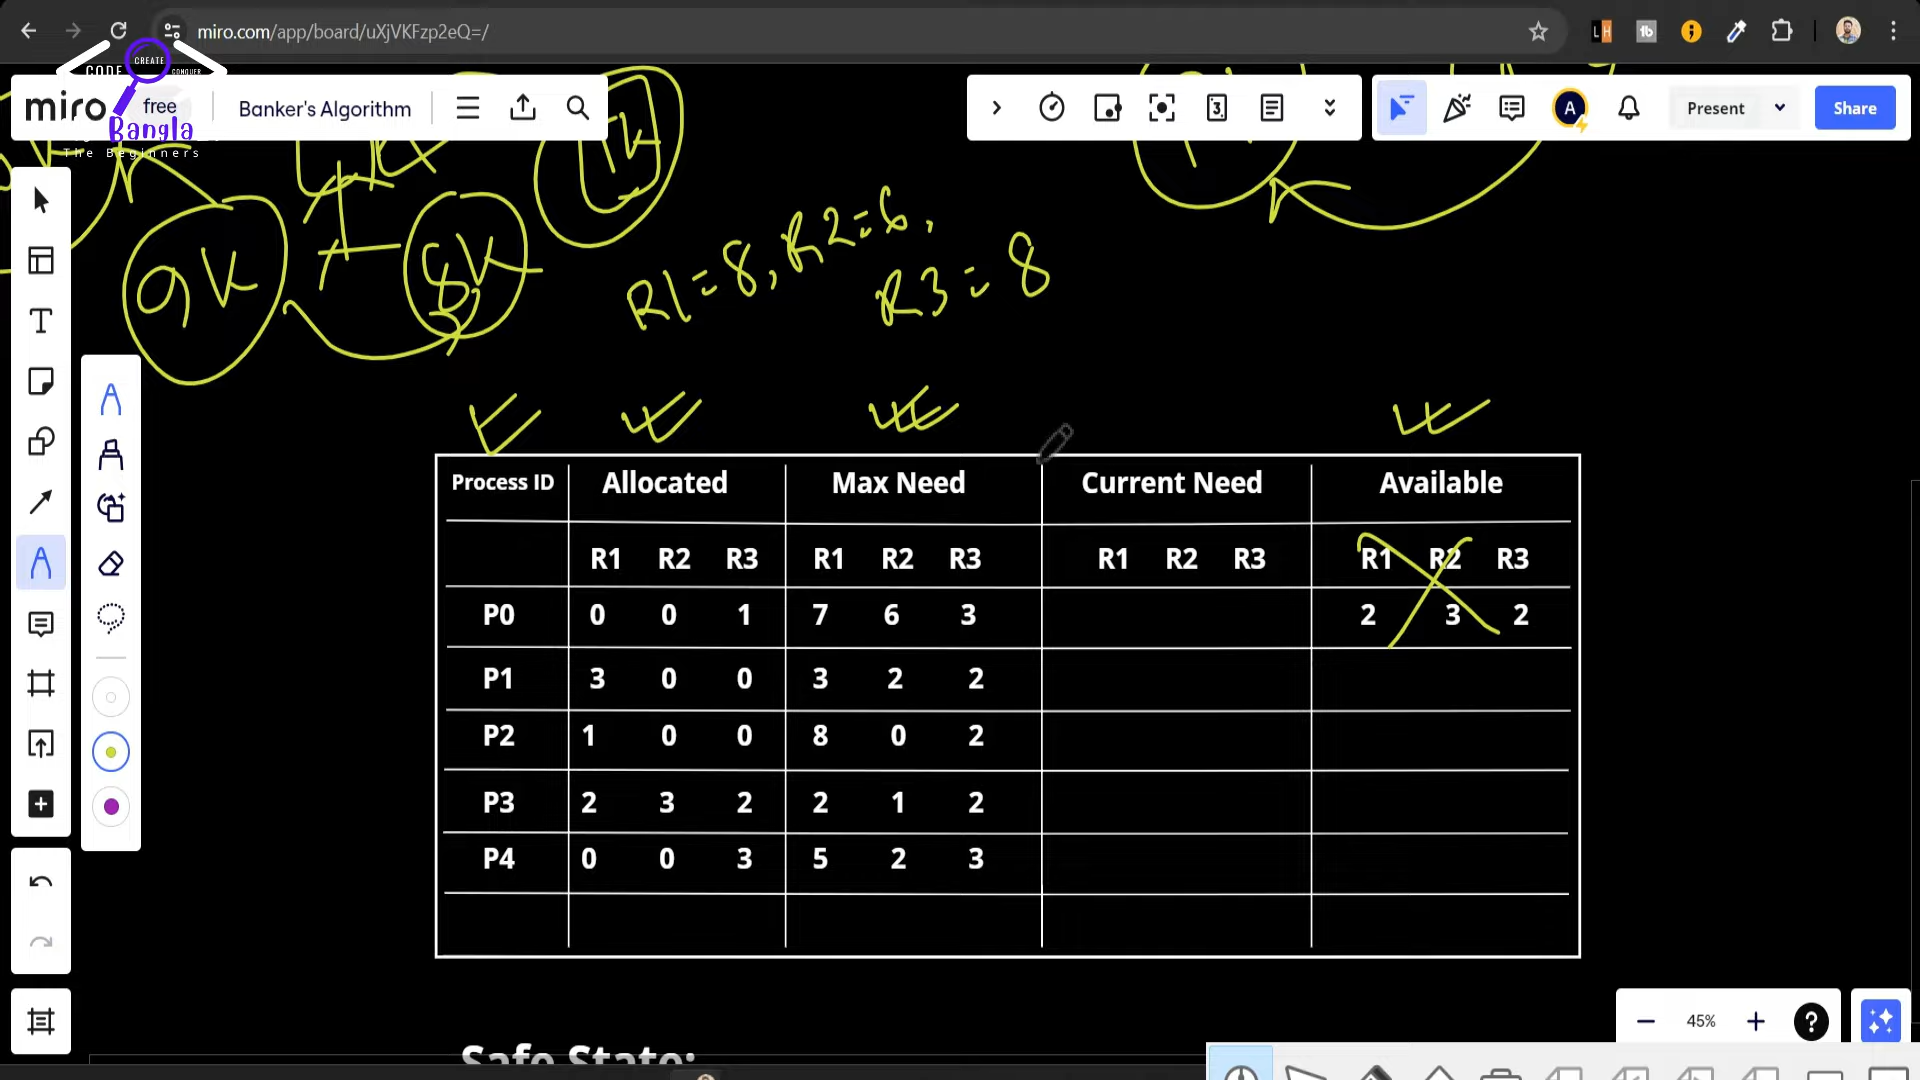 miro.com/app/board/uXjVKFzp2eQ=/
CODE CREATE CONQUER
miro free Banker's Algorithm
Bangla
The Beginners
Present Share
A
9K 8K 1K
R1=8, R2=6,
R3=8
Process ID Allocated Max Need Current Need Available
R1 R2 R3 R1 R2 R3 R1 R2 R3 R1 R2 R3
P0 0 0 1 7 6 3 2 3 2
P1 3 0 0 3 2 2
P2 1 0 0 8 0 2
P3 2 3 2 2 1 2
P4 0 0 3 5 2 3
45%
Safe State: